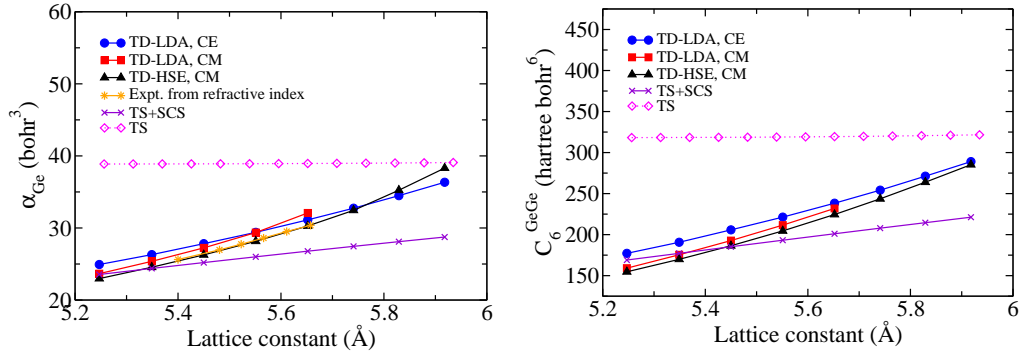 60
50
40
30
20
α_Ge (bohr^3)
TD-LDA, CE
TD-LDA, CM
TD-HSE, CM
Expt. from refractive index
TS+SCS
TS
5.2 5.4 5.6 5.8 6
Lattice constant (Å)
450
400
350
300
250
200
150
C_6^GeGe (hartree bohr^6)
TD-LDA, CE
TD-LDA, CM
TD-HSE, CM
TS+SCS
TS
5.2 5.4 5.6 5.8 6
Lattice constant (Å)